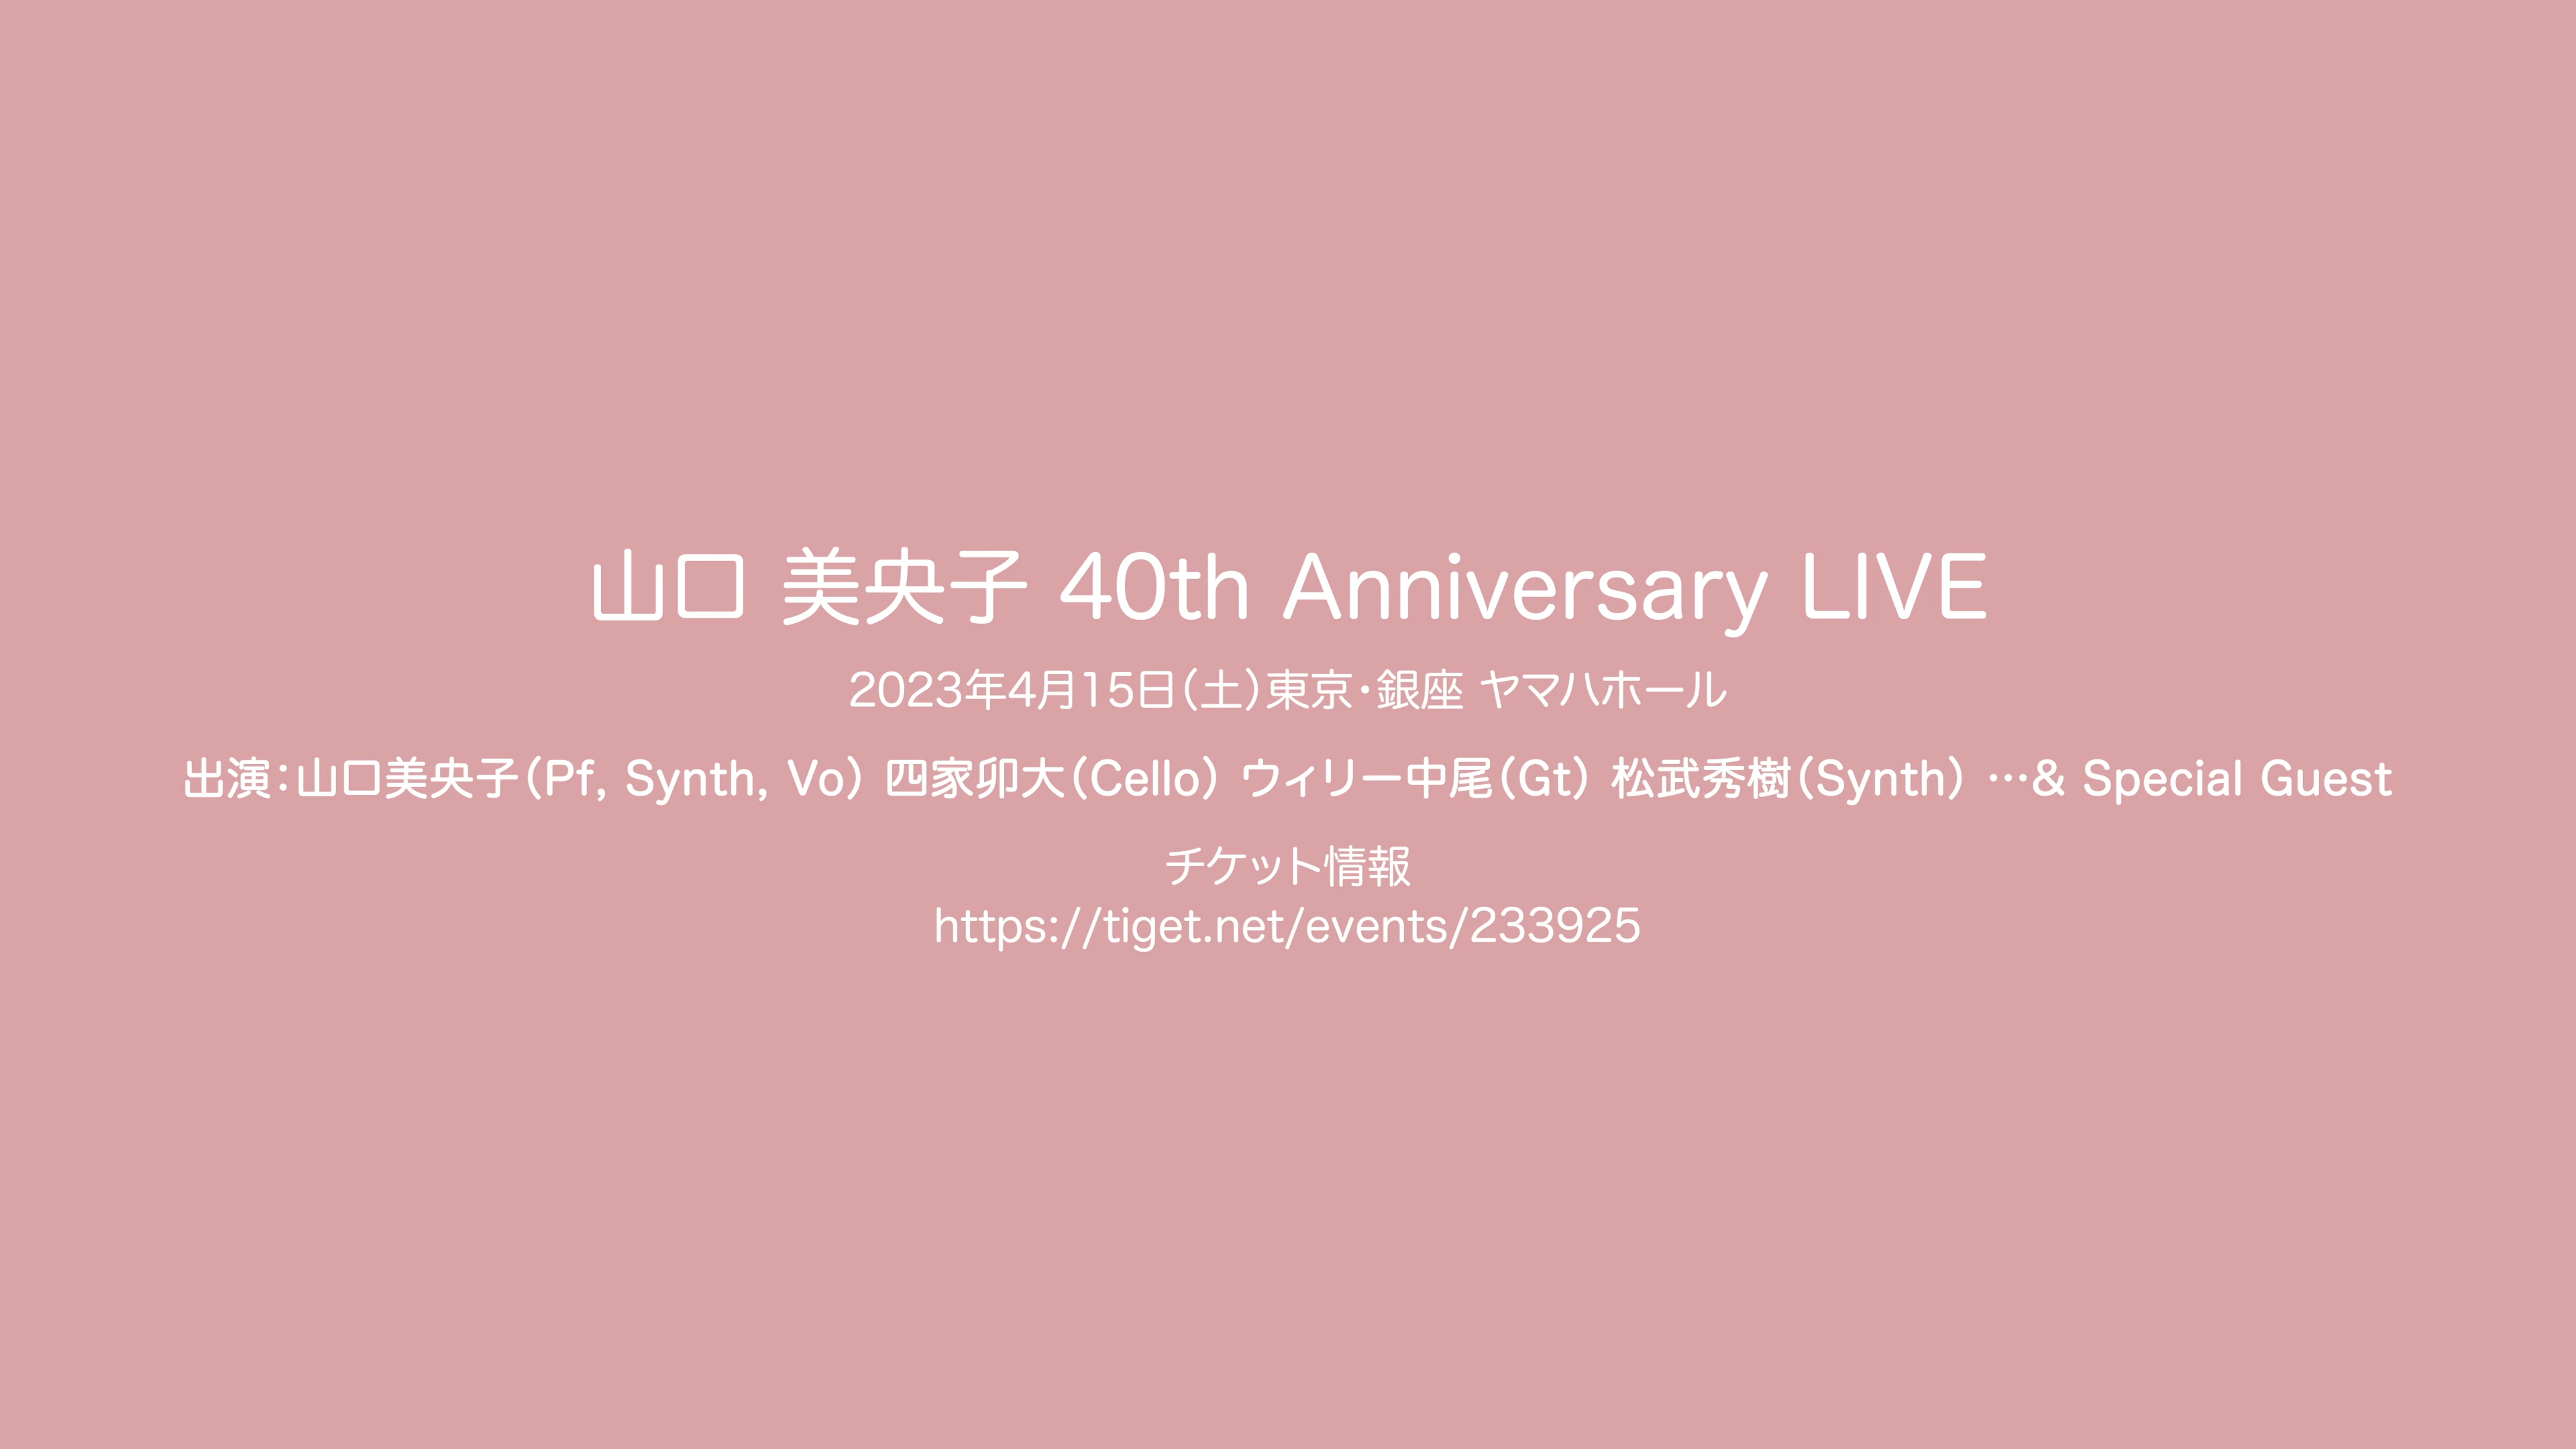 山口 美央子 40th Anniversary LIVE
2023年4月15日(土)東京・銀座 ヤマハホール
出演:山口美央子(Pf, Synth, Vo) 四家卯大(Cello) ウィリー中尾(Gt) 松武秀樹(Synth) …& Special Guest
チケット情報
https://tiget.net/events/233925